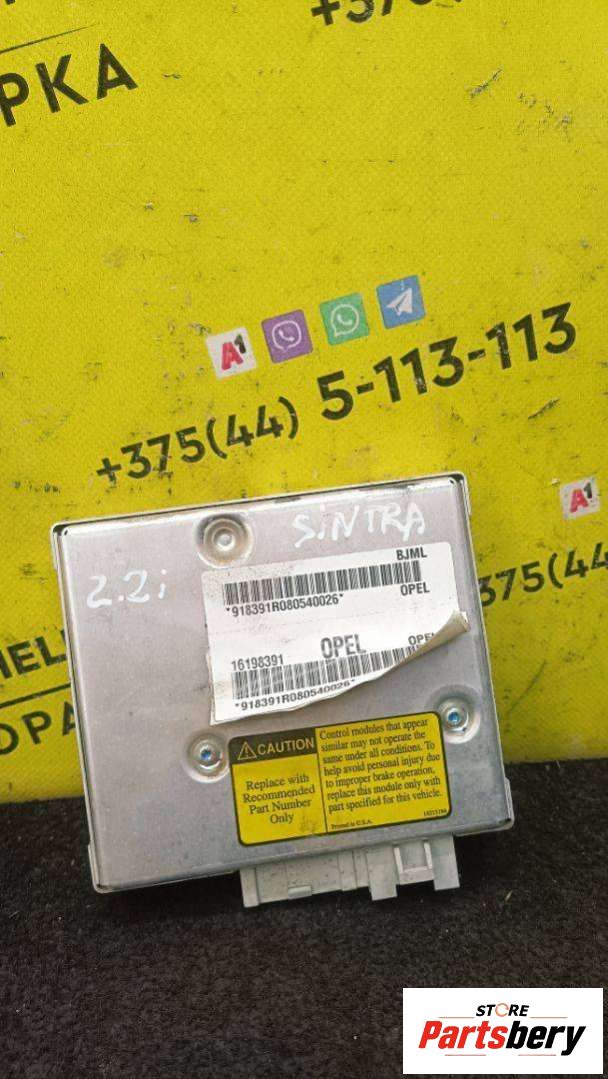 +375
РКА
A1
+375(44) 5-113-113
A1
375(44
SiNTRA
2.2i
BJML
*918391R080540026*
OPEL
16198391 OPEL OPEL
*918391R080540026*
CAUTION
Replace with
Recommended
Part Number
Only
Control modules that appear
similar may not operate the
same under all conditions. To
help avoid personal injury due
to improper brake operation,
replace this module only with
part specified for this vehicle.
Printed in U.S.A.
STORE
Partsbery